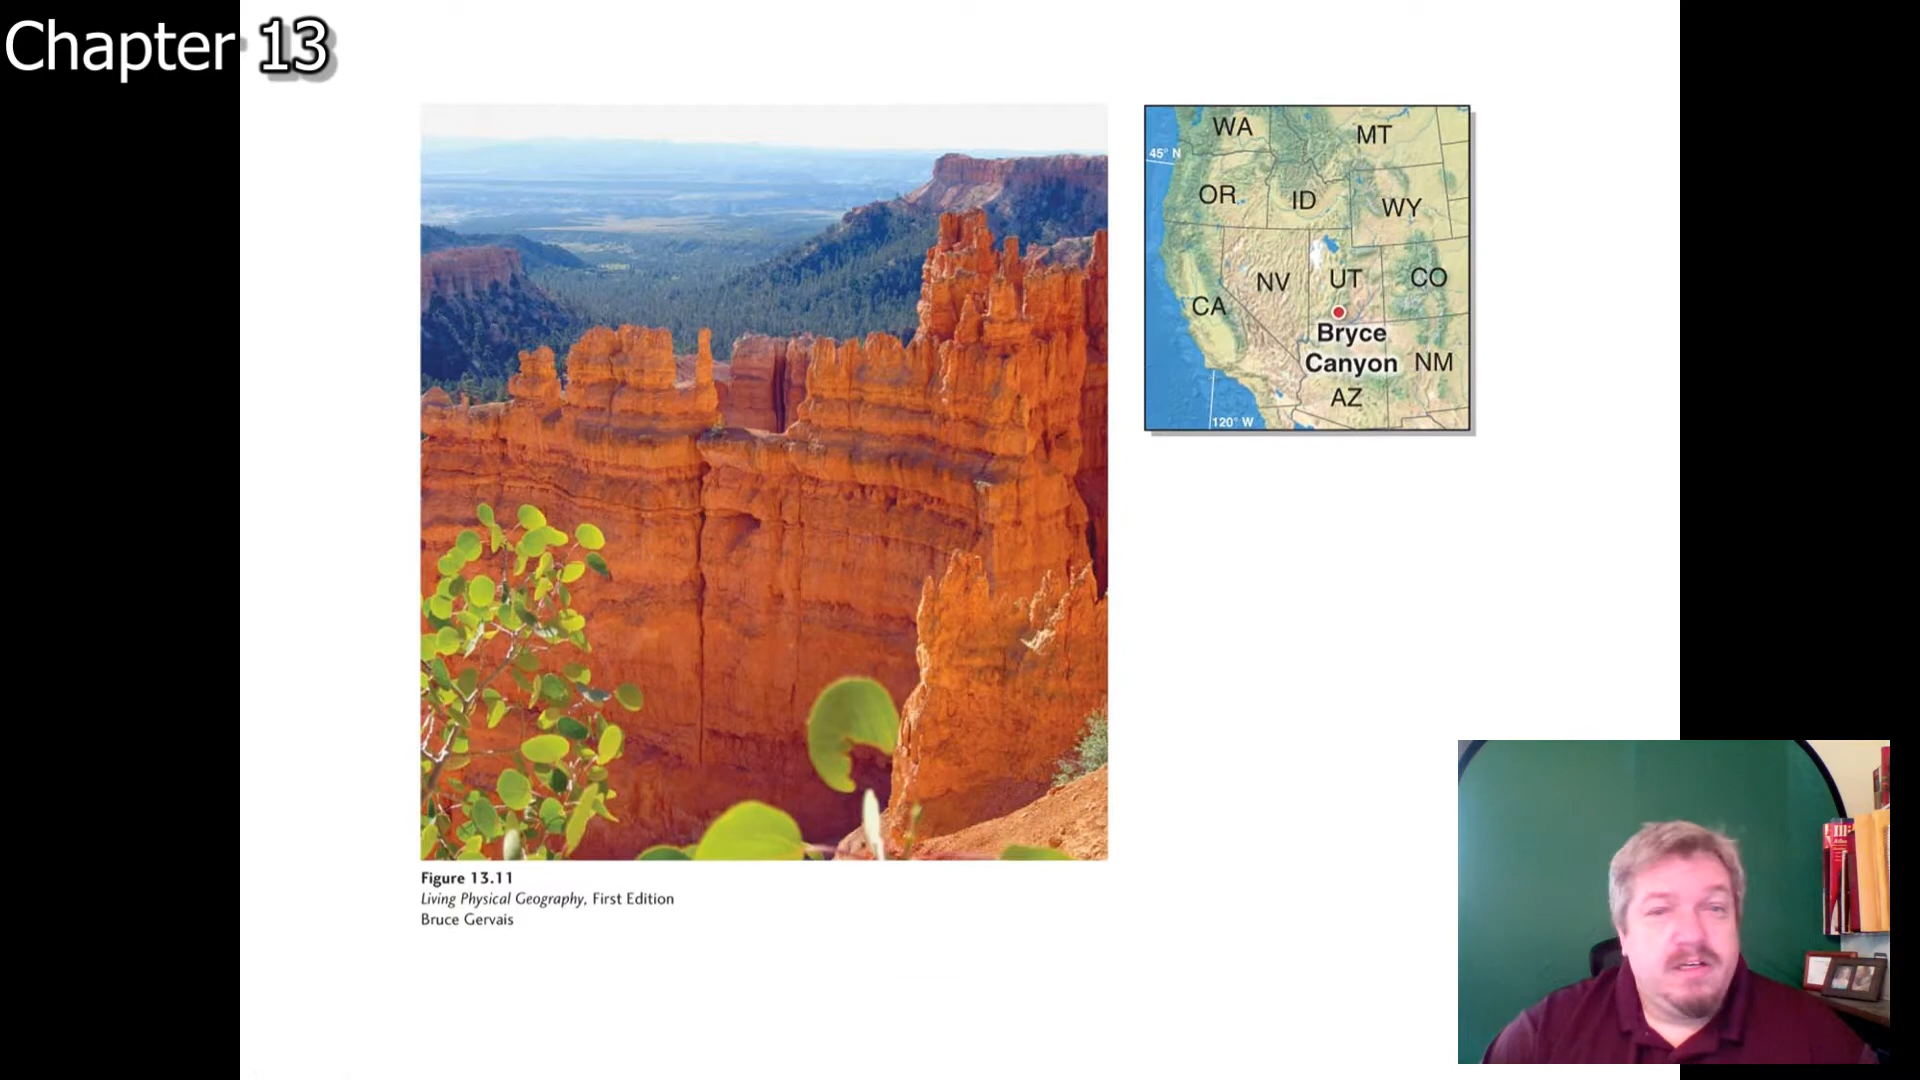 Chapter 13
WA
MT
45° N
OR
ID
WY
NV
UT
CO
CA
Bryce
Canyon
NM
AZ
120° W
Figure 13.11
Living Physical Geography, First Edition
Bruce Gervais